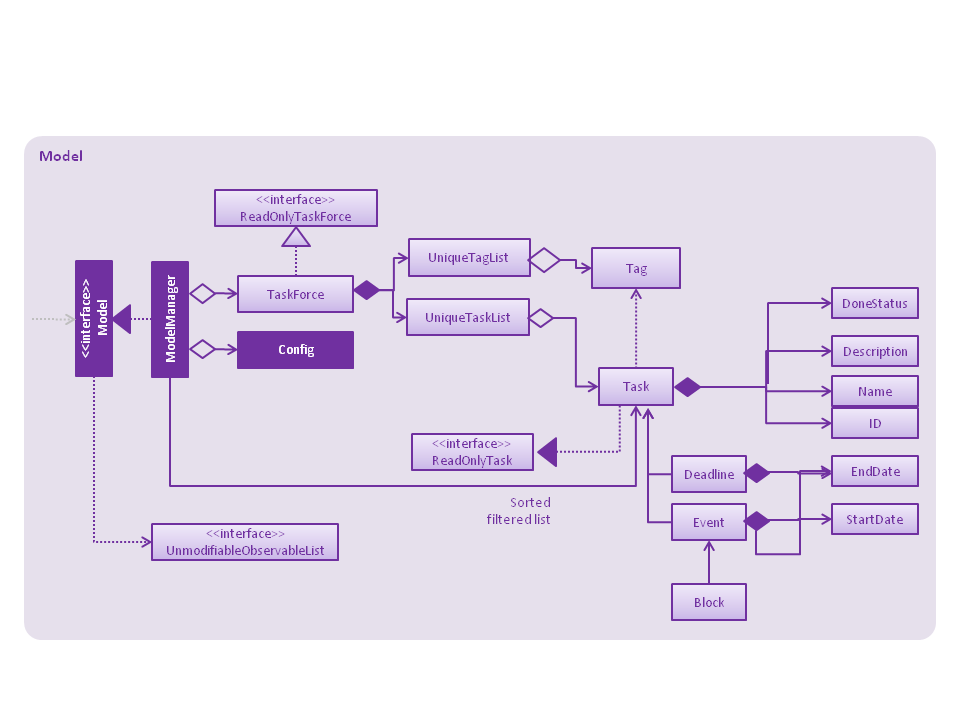 Model
<<interface>>
ReadOnlyTaskForce
<<interface>>
Model
ModelManager
TaskForce
Config
UniqueTagList
UniqueTaskList
Tag
Task
DoneStatus
Description
Name
ID
<<interface>>
ReadOnlyTask
Deadline
EndDate
Sorted
filtered list
Event
StartDate
<<interface>>
UnmodifiableObservableList
Block